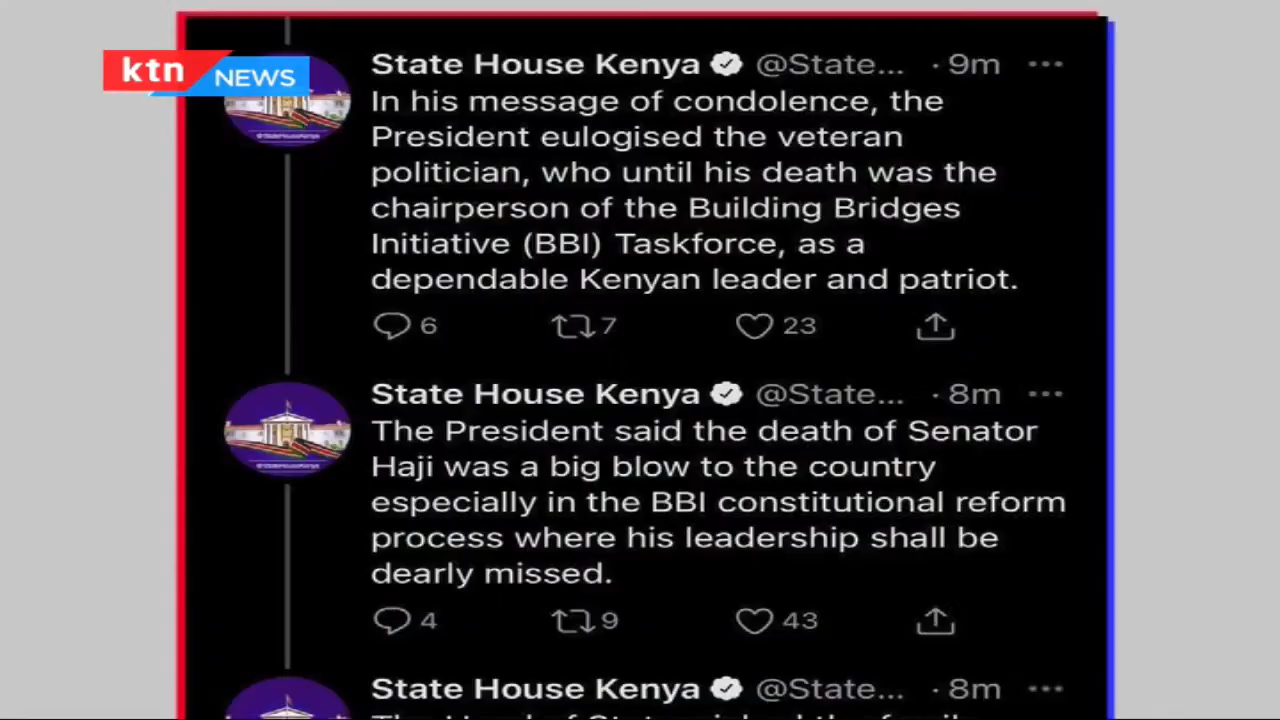 ktn NEWS
State House Kenya @State... · 9m
In his message of condolence, the
President eulogised the veteran
politician, who until his death was the
chairperson of the Building Bridges
Initiative (BBI) Taskforce, as a
dependable Kenyan leader and patriot.
6 7 23
State House Kenya @State... · 8m
The President said the death of Senator
Haji was a big blow to the country
especially in the BBI constitutional reform
process where his leadership shall be
dearly missed.
4 9 43
@StateHouseKenya
State House Kenya @State... · 8m